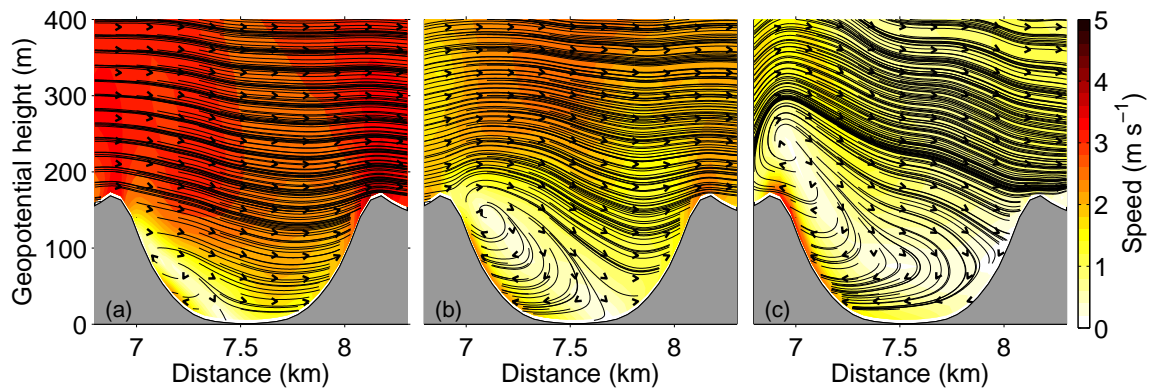 Geopotential height (m)
400
300
200
100
0
(a)
7
7.5
8
Distance (km)
(b)
7
7.5
8
Distance (km)
(c)
7
7.5
8
Distance (km)
5
4
3
2
1
0
Speed (m s⁻¹)